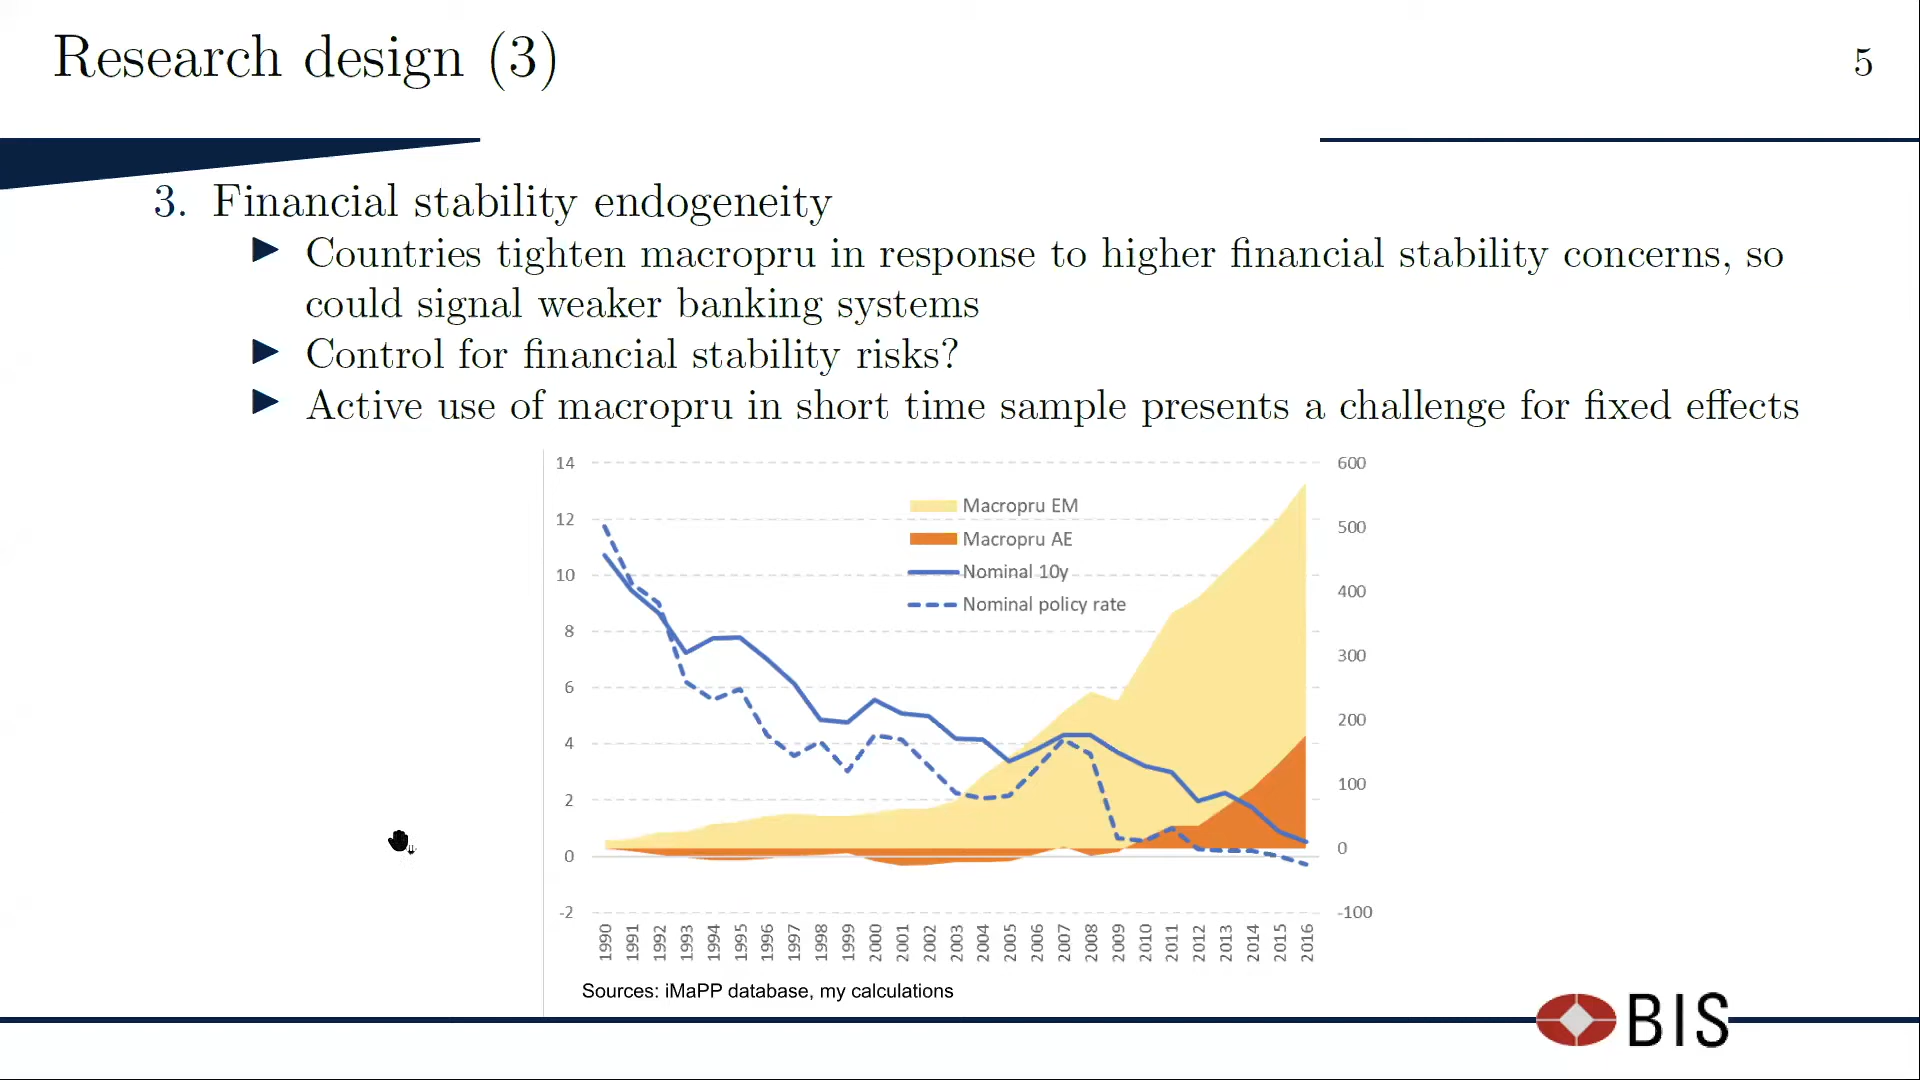 Research design (3)
5
3. Financial stability endogeneity
Countries tighten macropru in response to higher financial stability concerns, so
could signal weaker banking systems
Control for financial stability risks?
Active use of macropru in short time sample presents a challenge for fixed effects
14
12
10
8
6
4
2
0
-2
Macropru EM
Macropru AE
Nominal 10y
Nominal policy rate
600
500
400
300
200
100
0
-100
1990 1991 1992 1993 1994 1995 1996 1997 1998 1999 2000 2001 2002 2003 2004 2005 2006 2007 2008 2009 2010 2011 2012 2013 2014 2015 2016
Sources: iMaPP database, my calculations
BIS